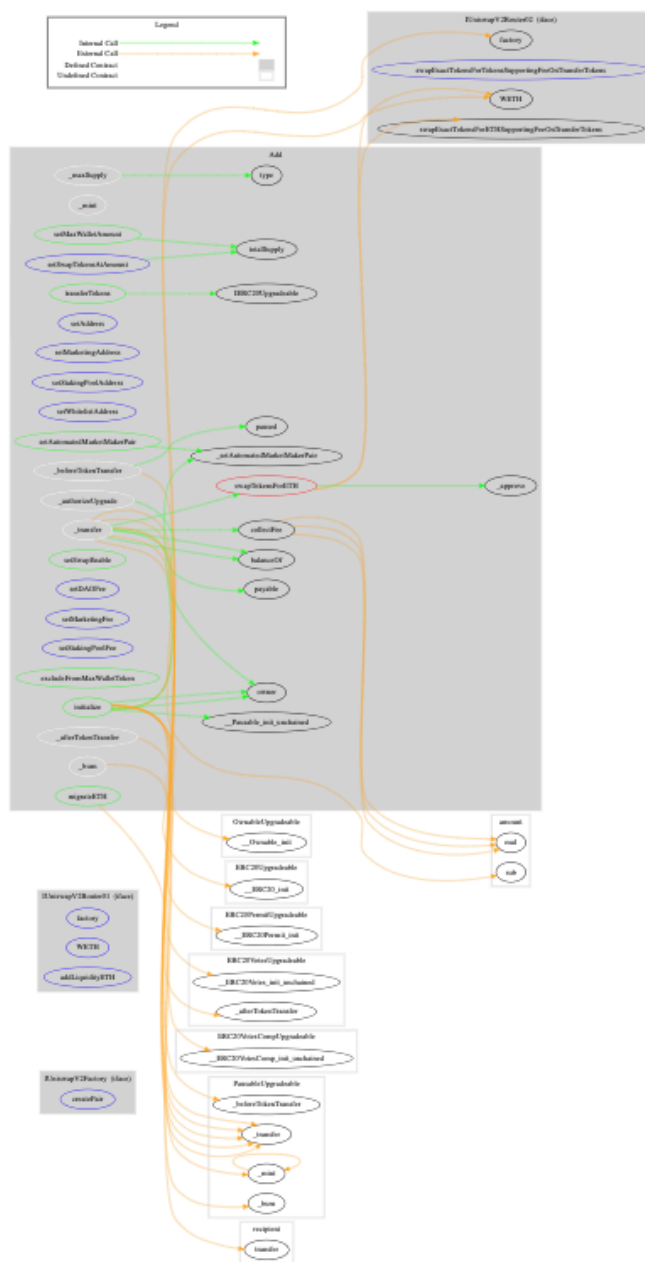 Legend
Internal Call
External Call
Defined Contract
Undefined Contract
IUniswapV2Router02 (iface)
factory
swapExactTokensForTokensSupportingFeeOnTransferTokens
WETH
swapExactTokensForETHSupportingFeeOnTransferTokens
Add
_maxSupply
type
_mint
setMaxWalletAmount
totalSupply
setSwapTokensAtAmount
transferTokens
IERC20Upgradeable
setAddress
setMarketingAddress
setStakingPoolAddress
setWhitelistAddress
paused
setAutomatedMarketMakerPair
_setAutomatedMarketMakerPair
_beforeTokenTransfer
swapTokensForETH
_approve
_authorizeUpgrade
_transfer
collectFee
setSwapEnable
balanceOf
setDAOFee
payable
setMarketingFee
setStakingPoolFee
excludeFromMaxWalletToken
owner
initialize
__Pausable_init_unchained
_afterTokenTransfer
_burn
migrateETH
OwnableUpgradeable
__Ownable_init
amount
mul
sub
ERC20Upgradeable
__ERC20_init
IUniswapV2Router01 (iface)
factory
WETH
addLiquidityETH
ERC20PermitUpgradeable
__ERC20Permit_init
ERC20VotesUpgradeable
__ERC20Votes_init_unchained
_afterTokenTransfer
ERC20VotesCompUpgradeable
__ERC20VotesComp_init_unchained
IUniswapV2Factory (iface)
createPair
PausableUpgradeable
_beforeTokenTransfer
_transfer
_mint
_burn
recipient
transfer